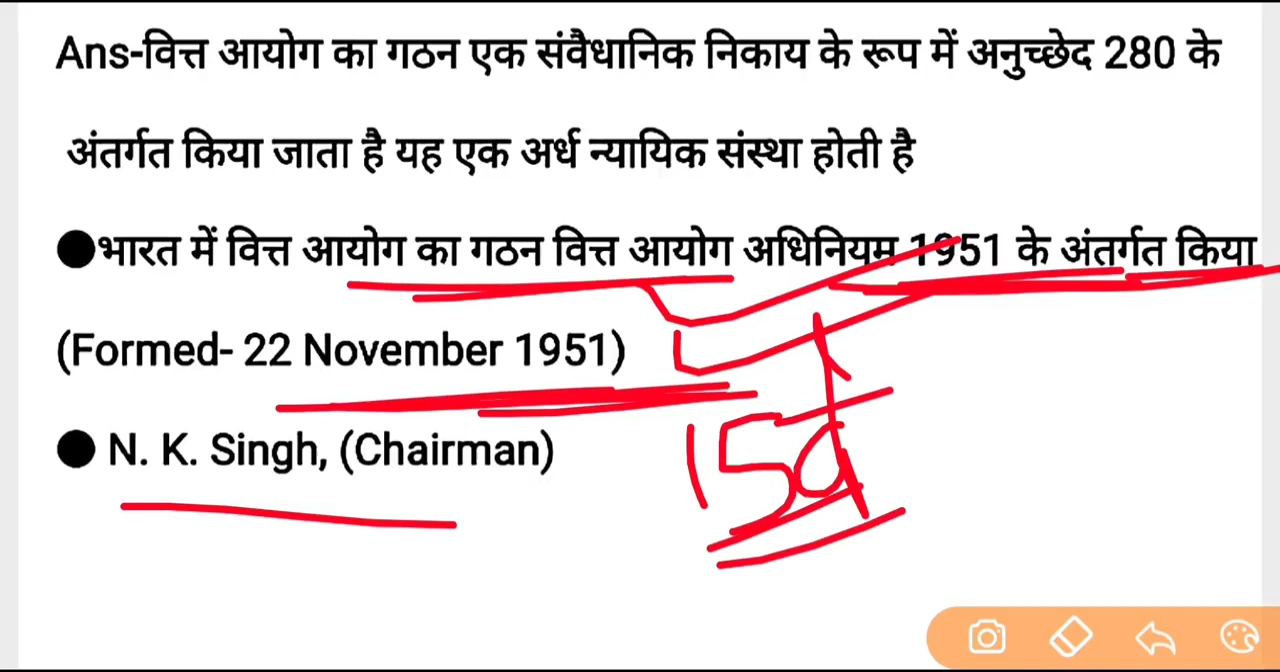 Ans-वित्त आयोग का गठन एक संवैधानिक निकाय के रूप में अनुच्छेद 280 के
अंतर्गत किया जाता है यह एक अर्ध न्यायिक संस्था होती है
●भारत में वित्त आयोग का गठन वित्त आयोग अधिनियम 1951 के अंतर्गत किया
(Formed- 22 November 1951)
● N. K. Singh, (Chairman)
15वें